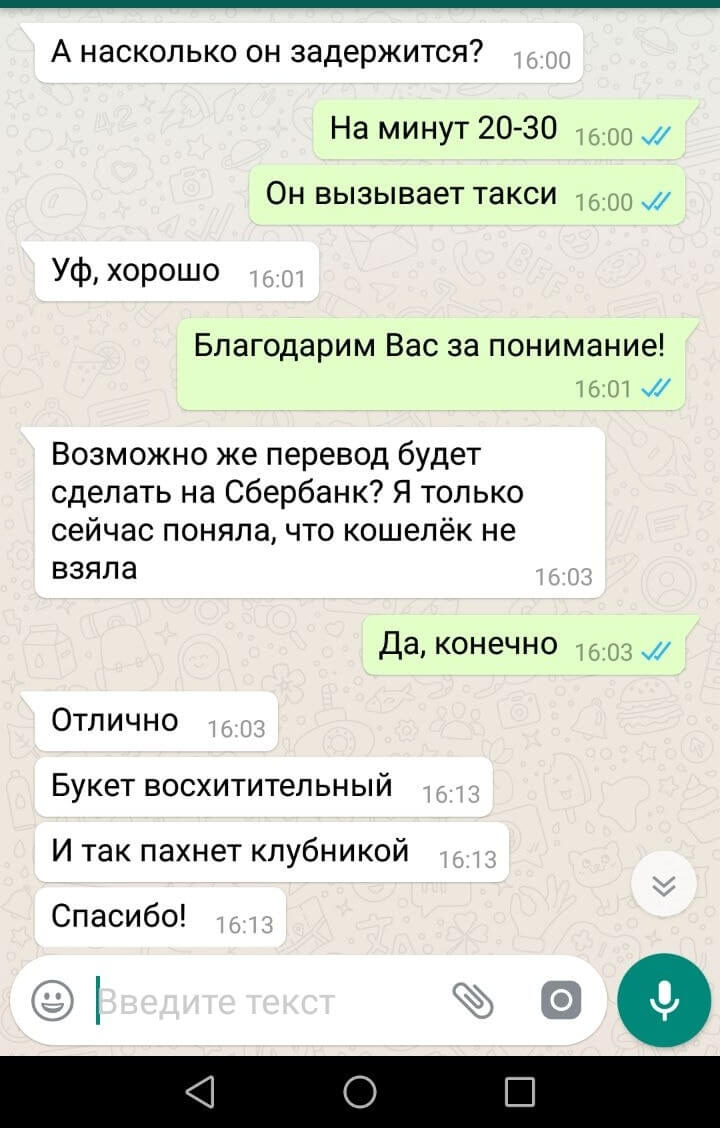 А насколько он задержится? 16:00
На минут 20-30 16:00
Он вызывает такси 16:00
Уф, хорошо 16:01
Благодарим Вас за понимание!
16:01
Возможно же перевод будет
сделать на Сбербанк? Я только
сейчас поняла, что кошелёк не
взяла 16:03
Да, конечно 16:03
Отлично 16:03
Букет восхитительный 16:13
И так пахнет клубникой 16:13
Спасибо! 16:13
Введите текст